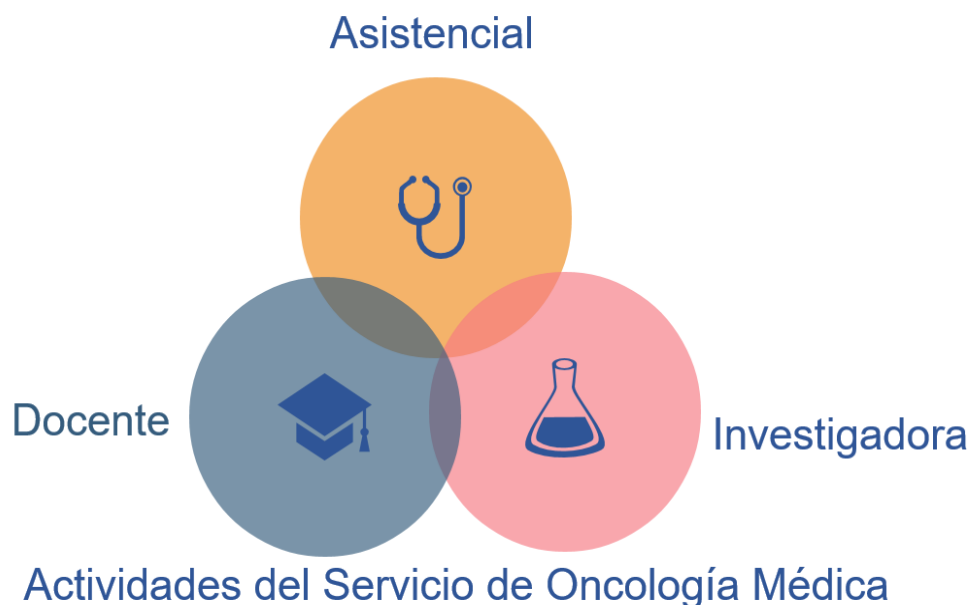 Asistencial
Docente
Investigadora
Actividades del Servicio de Oncología Médica